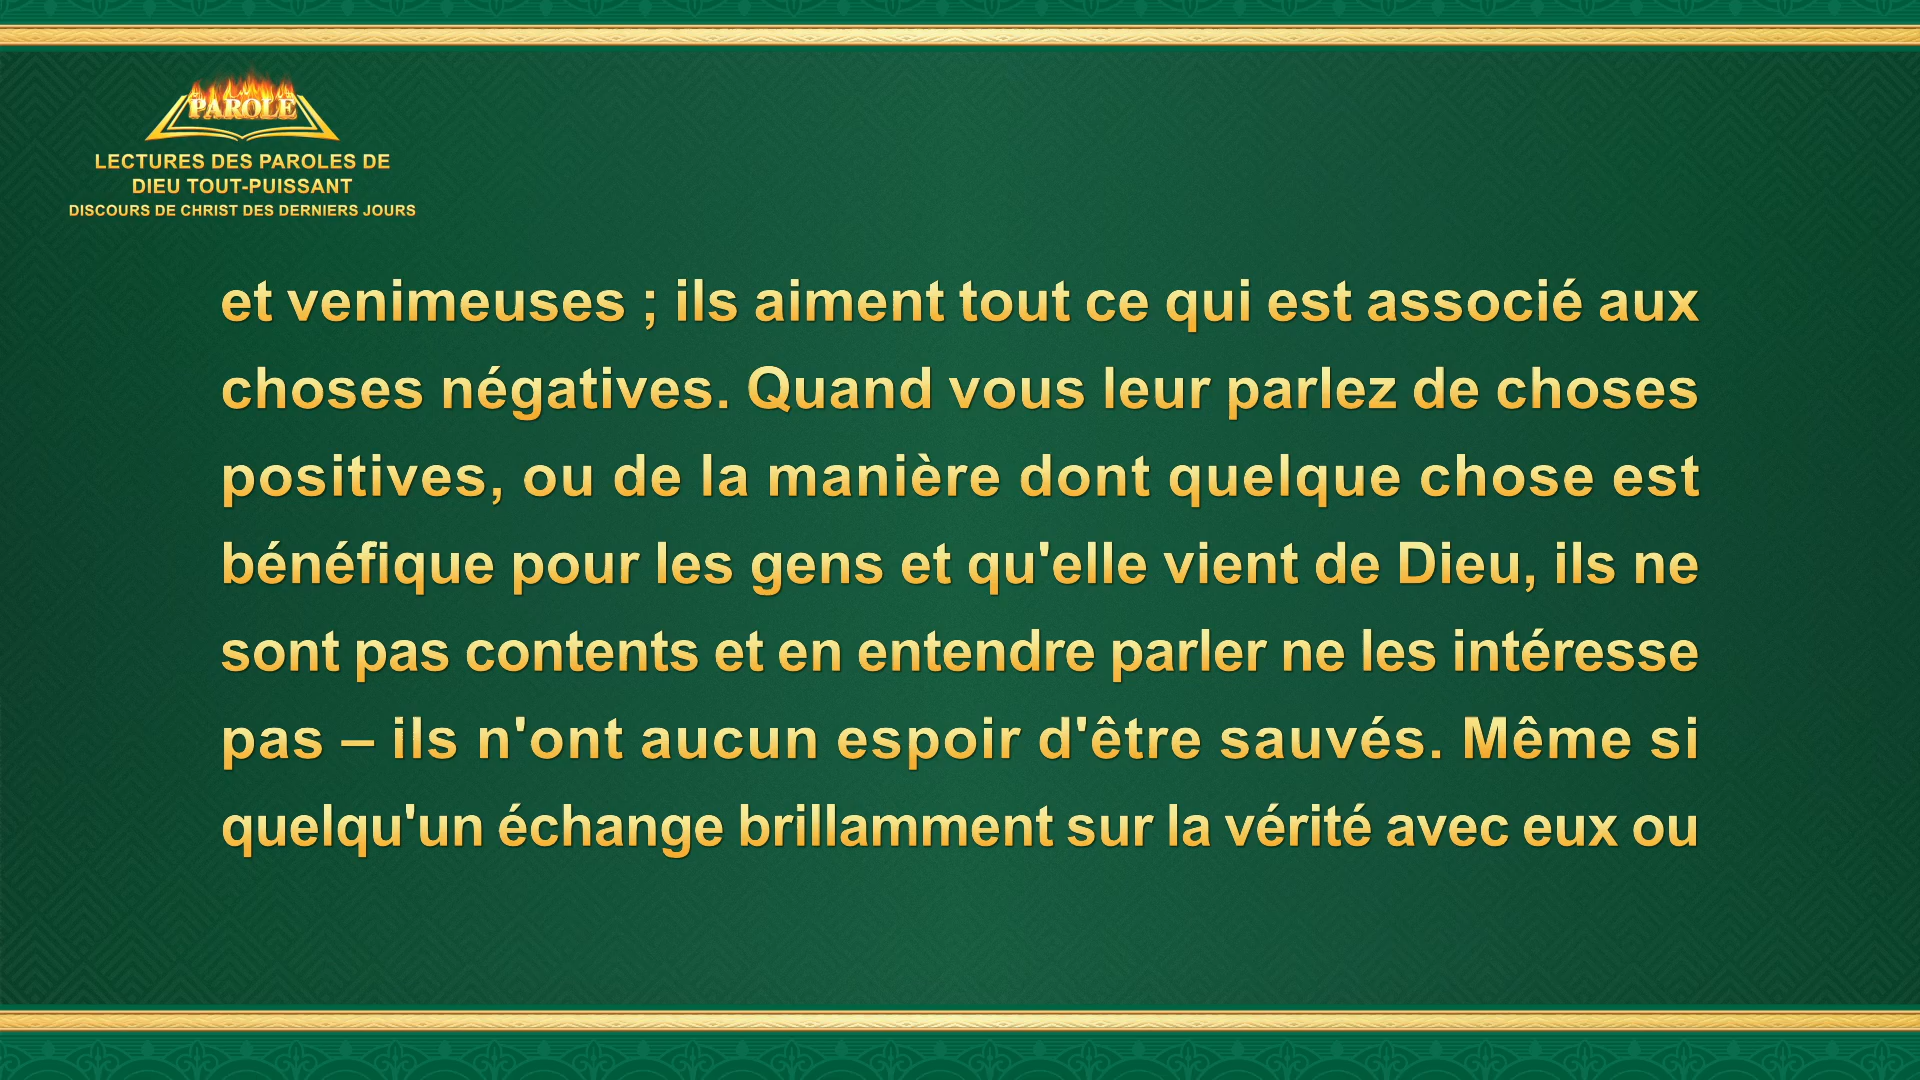 PAROLE
LECTURES DES PAROLES DE
DIEU TOUT-PUISSANT
DISCOURS DE CHRIST DES DERNIERS JOURS
et venimeuses ; ils aiment tout ce qui est associé aux
choses négatives. Quand vous leur parlez de choses
positives, ou de la manière dont quelque chose est
bénéfique pour les gens et qu'elle vient de Dieu, ils ne
sont pas contents et en entendre parler ne les intéresse
pas – ils n'ont aucun espoir d'être sauvés. Même si
quelqu'un échange brillamment sur la vérité avec eux ou